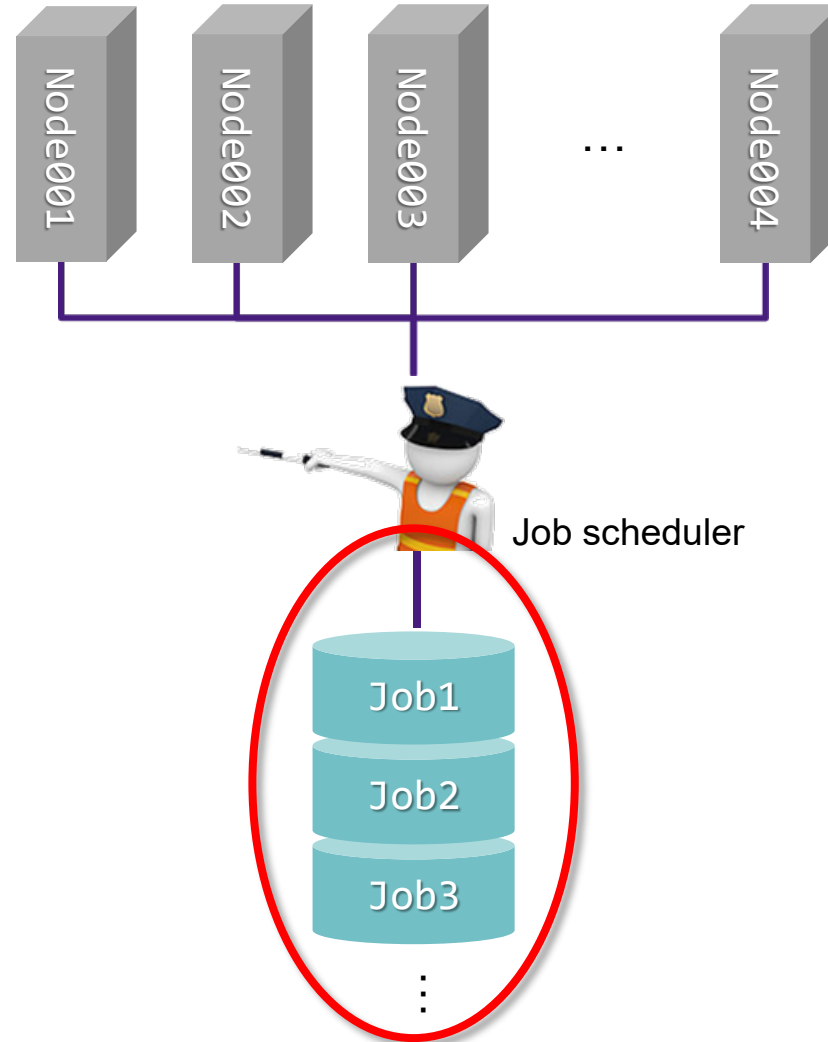 Node001
Node002
Node003
...
Node004
Job scheduler
Job1
Job2
Job3
⋮